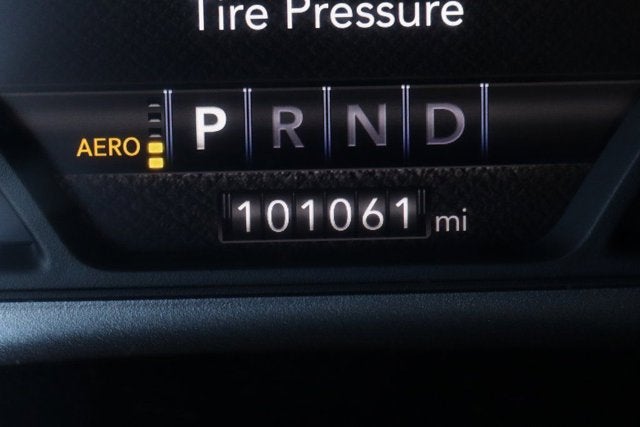 Tire Pressure
AERO P R N D
101061 mi